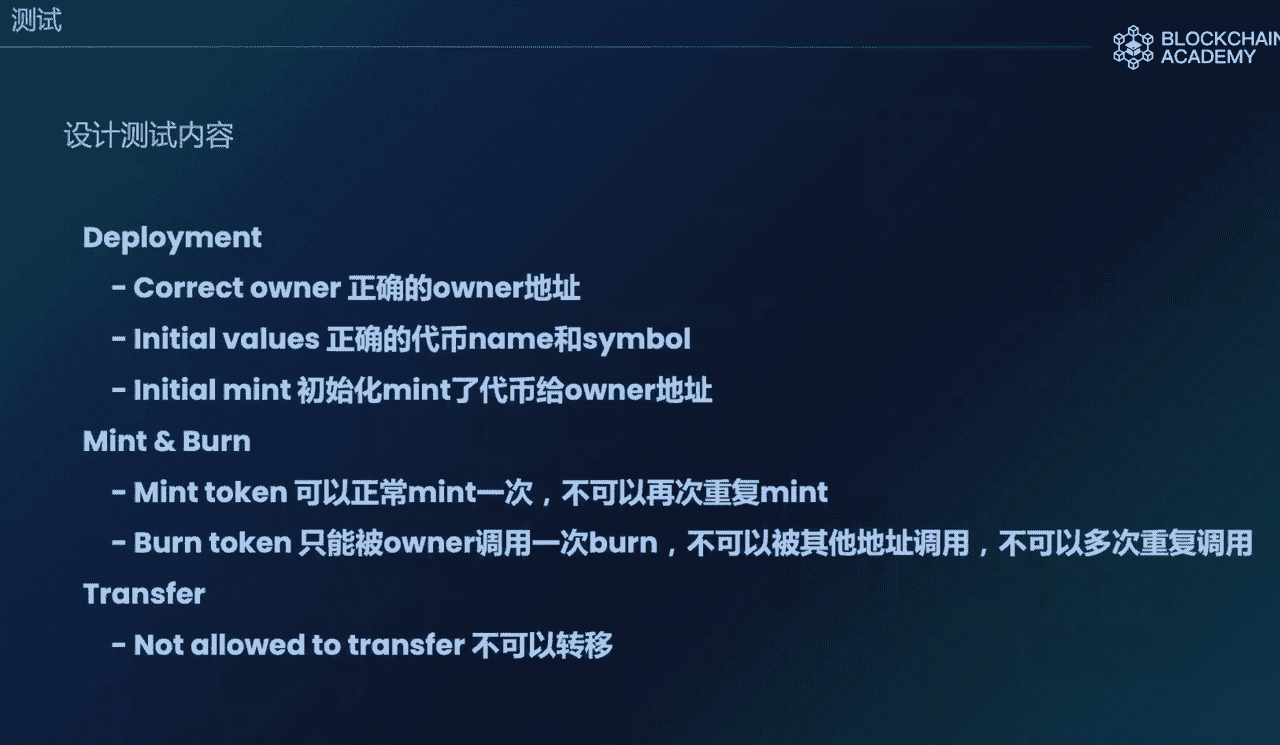 测试
BLOCKCHAIN
ACADEMY
设计测试内容
Deployment
- Correct owner 正确的owner地址
- Initial values 正确的代币name和symbol
- Initial mint 初始化mint了代币给owner地址
Mint & Burn
- Mint token 可以正常mint一次，不可以再次重复mint
- Burn token 只能被owner调用一次burn，不可以被其他地址调用，不可以多次重复调用
Transfer
- Not allowed to transfer 不可以转移